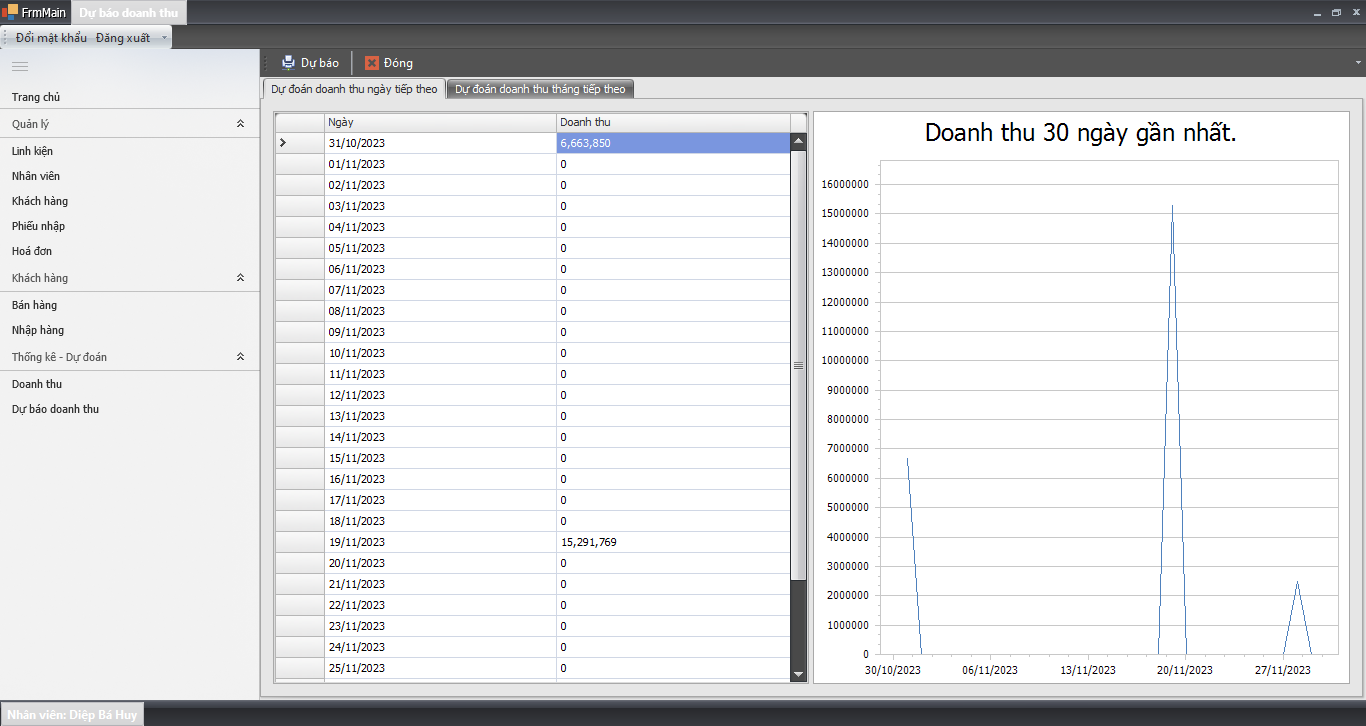 FrmMain Dự báo doanh thu
Đổi mật khẩu Đăng xuất
Dự báo Đóng
Trang chủ
Quản lý
Linh kiện
Nhân viên
Khách hàng
Phiếu nhập
Hoá đơn
Khách hàng
Bán hàng
Nhập hàng
Thống kê - Dự đoán
Doanh thu
Dự báo doanh thu
Dự đoán doanh thu ngày tiếp theo Dự đoán doanh thu tháng tiếp theo
Ngày Doanh thu
31/10/2023 6,663,850
01/11/2023 0
02/11/2023 0
03/11/2023 0
04/11/2023 0
05/11/2023 0
06/11/2023 0
07/11/2023 0
08/11/2023 0
09/11/2023 0
10/11/2023 0
11/11/2023 0
12/11/2023 0
13/11/2023 0
14/11/2023 0
15/11/2023 0
16/11/2023 0
17/11/2023 0
18/11/2023 0
19/11/2023 15,291,769
20/11/2023 0
21/11/2023 0
22/11/2023 0
23/11/2023 0
24/11/2023 0
25/11/2023 0
Doanh thu 30 ngày gần nhất.
16000000
15000000
14000000
13000000
12000000
11000000
10000000
9000000
8000000
7000000
6000000
5000000
4000000
3000000
2000000
1000000
0
30/10/2023 06/11/2023 13/11/2023 20/11/2023 27/11/2023
Nhân viên: Diệp Bá Huy